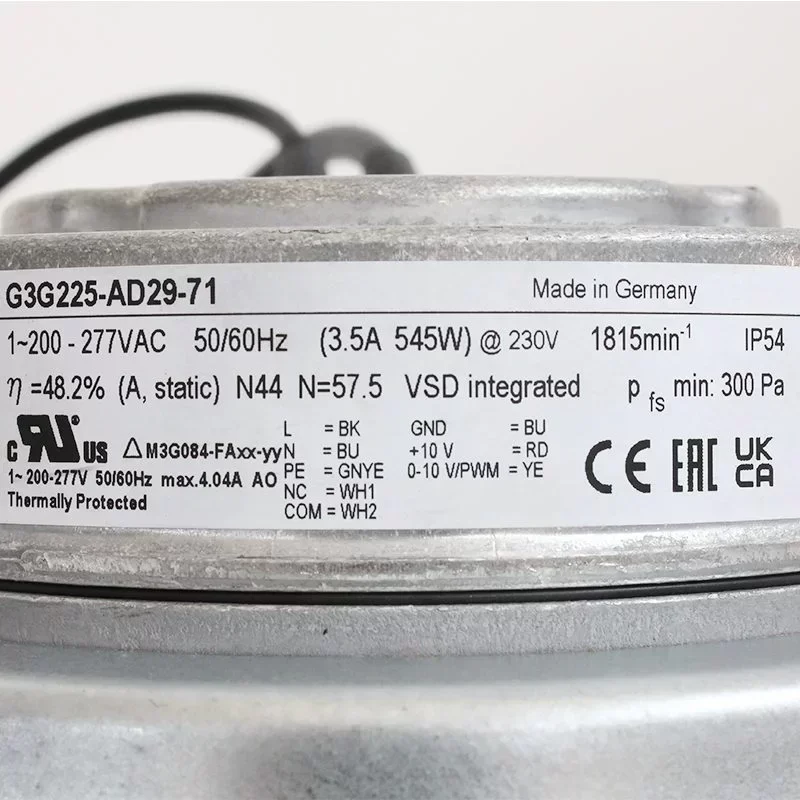 G3G225-AD29-71 Made in Germany
1~200 - 277VAC 50/60Hz (3.5A 545W) @ 230V 1815min-1 IP54
η =48.2% (A, static) N44 N=57.5 VSD integrated p fs min: 300 Pa
c RU US △ M3G084-FAxx-yy
1~ 200-277V 50/60Hz max.4.04A AO
Thermally Protected
L = BK
N = BU
PE = GNYE
NC = WH1
COM = WH2
GND = BU
+10 V = RD
0-10 V/PWM = YE
CE EAC UK
CA